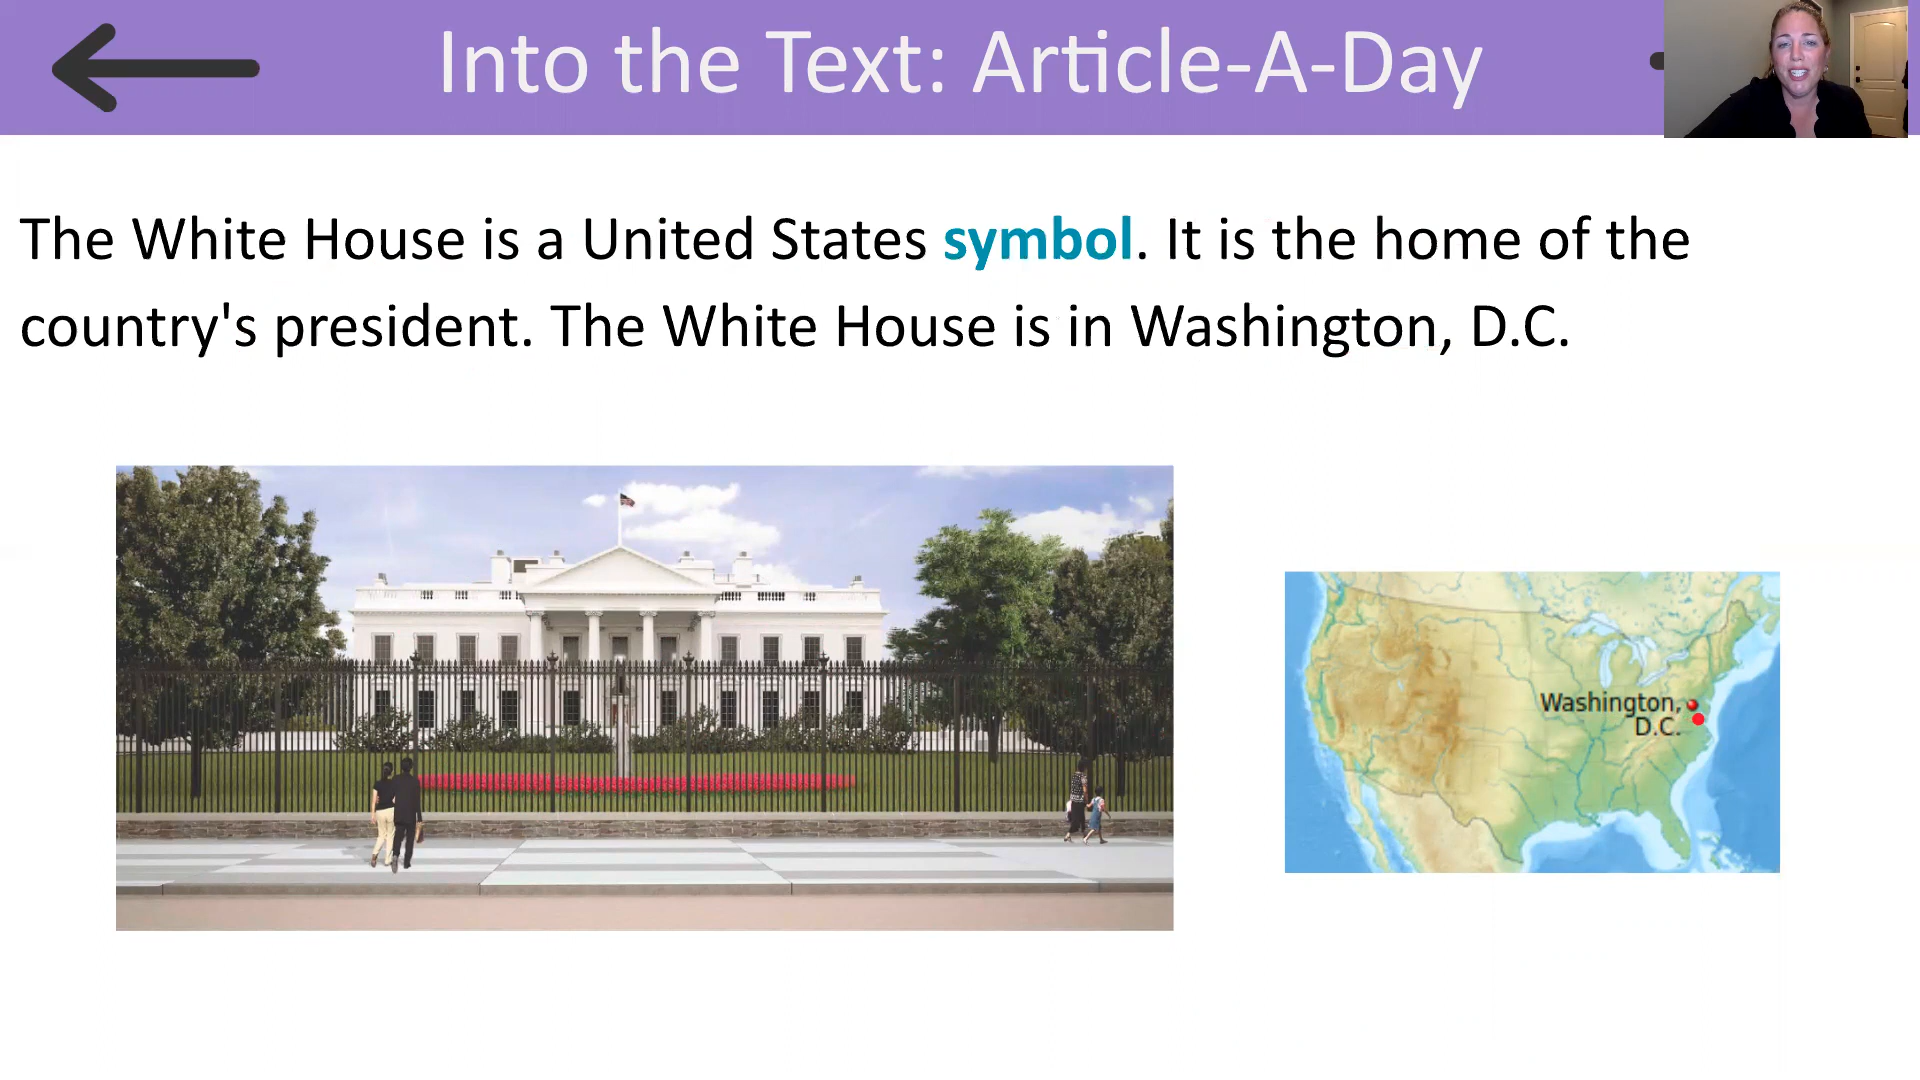 Into the Text: Article-A-Day
The White House is a United States symbol. It is the home of the
country's president. The White House is in Washington, D.C.
Washington,
D.C.